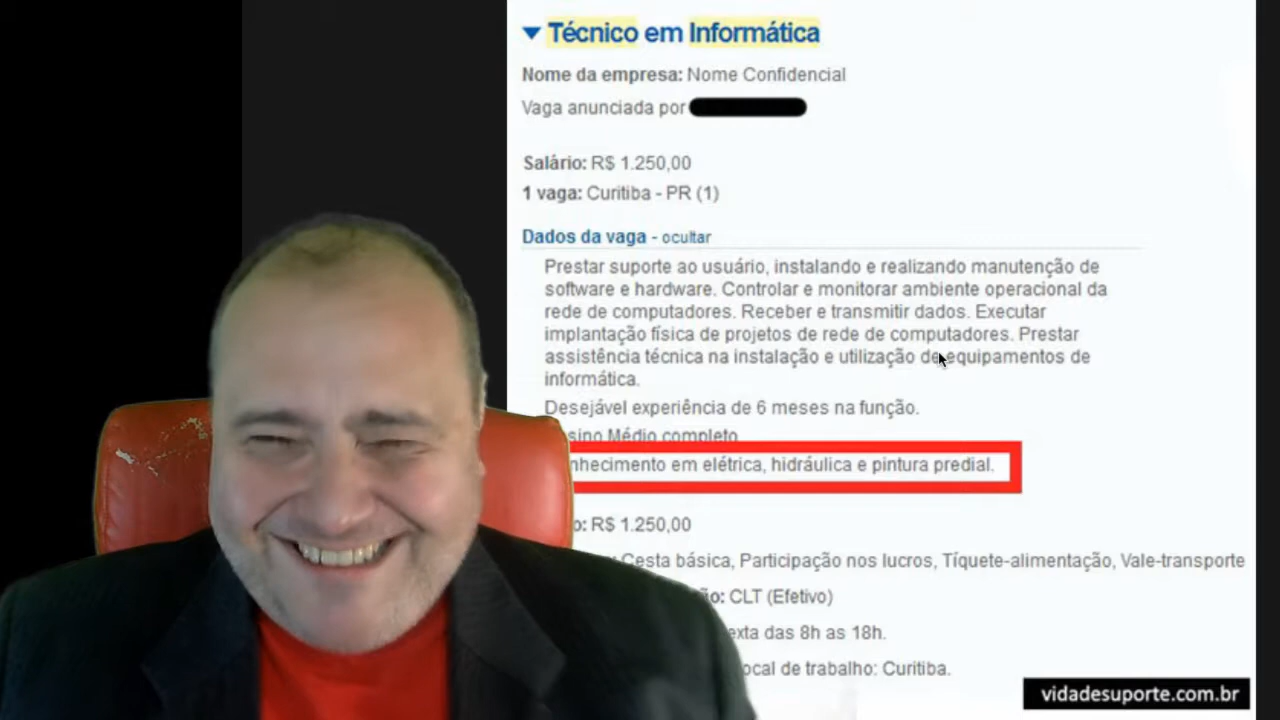 Técnico em Informática
Nome da empresa: Nome Confidencial
Vaga anunciada por
Salário: R$ 1.250,00
1 vaga: Curitiba - PR (1)
Dados da vaga - ocultar
Prestar suporte ao usuário, instalando e realizando manutenção de
software e hardware. Controlar e monitorar ambiente operacional da
rede de computadores. Receber e transmitir dados. Executar
implantação física de projetos de rede de computadores. Prestar
assistência técnica na instalação e utilização de equipamentos de
informática.
Desejável experiência de 6 meses na função.
Médio completo
em elétrica, hidráulica e pintura predial.
R$ 1.250,00
Cesta básica, Participação nos lucros, Tíquete-alimentação, Vale-transporte
CLT (Efetivo)
das 8h as 18h.
de trabalho: Curitiba.
vidadesuporte.com.br